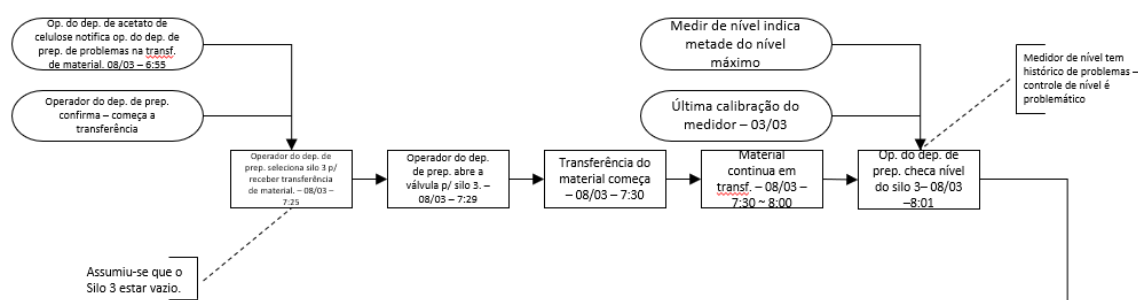 Op. do dep. de acetato de
celulose notifica op. do dep. de
prep. de problemas na transf.
de material. 08/03 – 6:55
Operador do dep. de prep.
confirma – começa a
transferência
Medir de nível indica
metade do nível
máximo
Última calibração do
medidor – 03/03
Medidor de nível tem
histórico de problemas –
controle de nível é
problemático
Operador do dep. de
prep. seleciona silo 3 p/
receber transferência
de material. – 08/03 –
7:25
Operador do dep.
de prep. abre a
válvula p/ silo 3. –
08/03 – 7:29
Transferência do
material começa
– 08/03 – 7:30
Material
continua em
transf. – 08/03 –
7:30 ~ 8:00
Op. do dep. de
prep. checa nível
do silo 3– 08/03
–8:01
Assumiu-se que o
Silo 3 estar vazio.